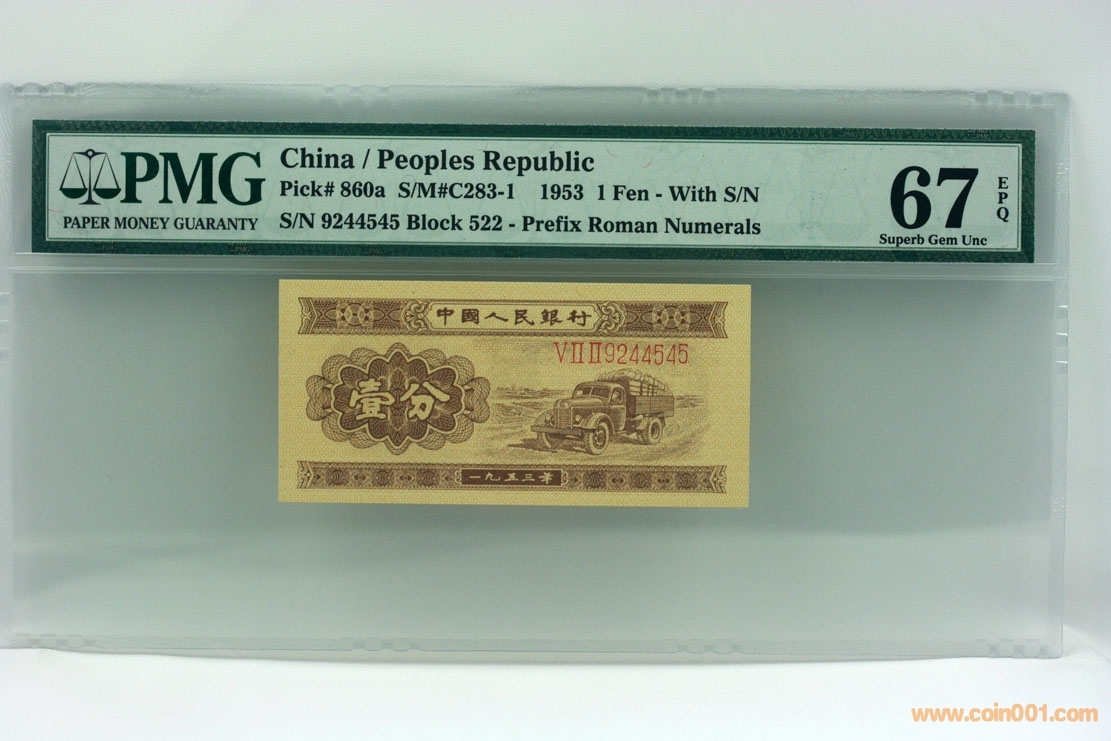 PMG
PAPER MONEY GUARANTY
China / Peoples Republic
Pick# 860a S/M#C283-1 1953 1 Fen - With S/N
S/N 9244545 Block 522 - Prefix Roman Numerals
67
EPQ
Superb Gem Unc
中國人民銀行
VIIII9244545
壹分
一九五三年
www.coin001.com